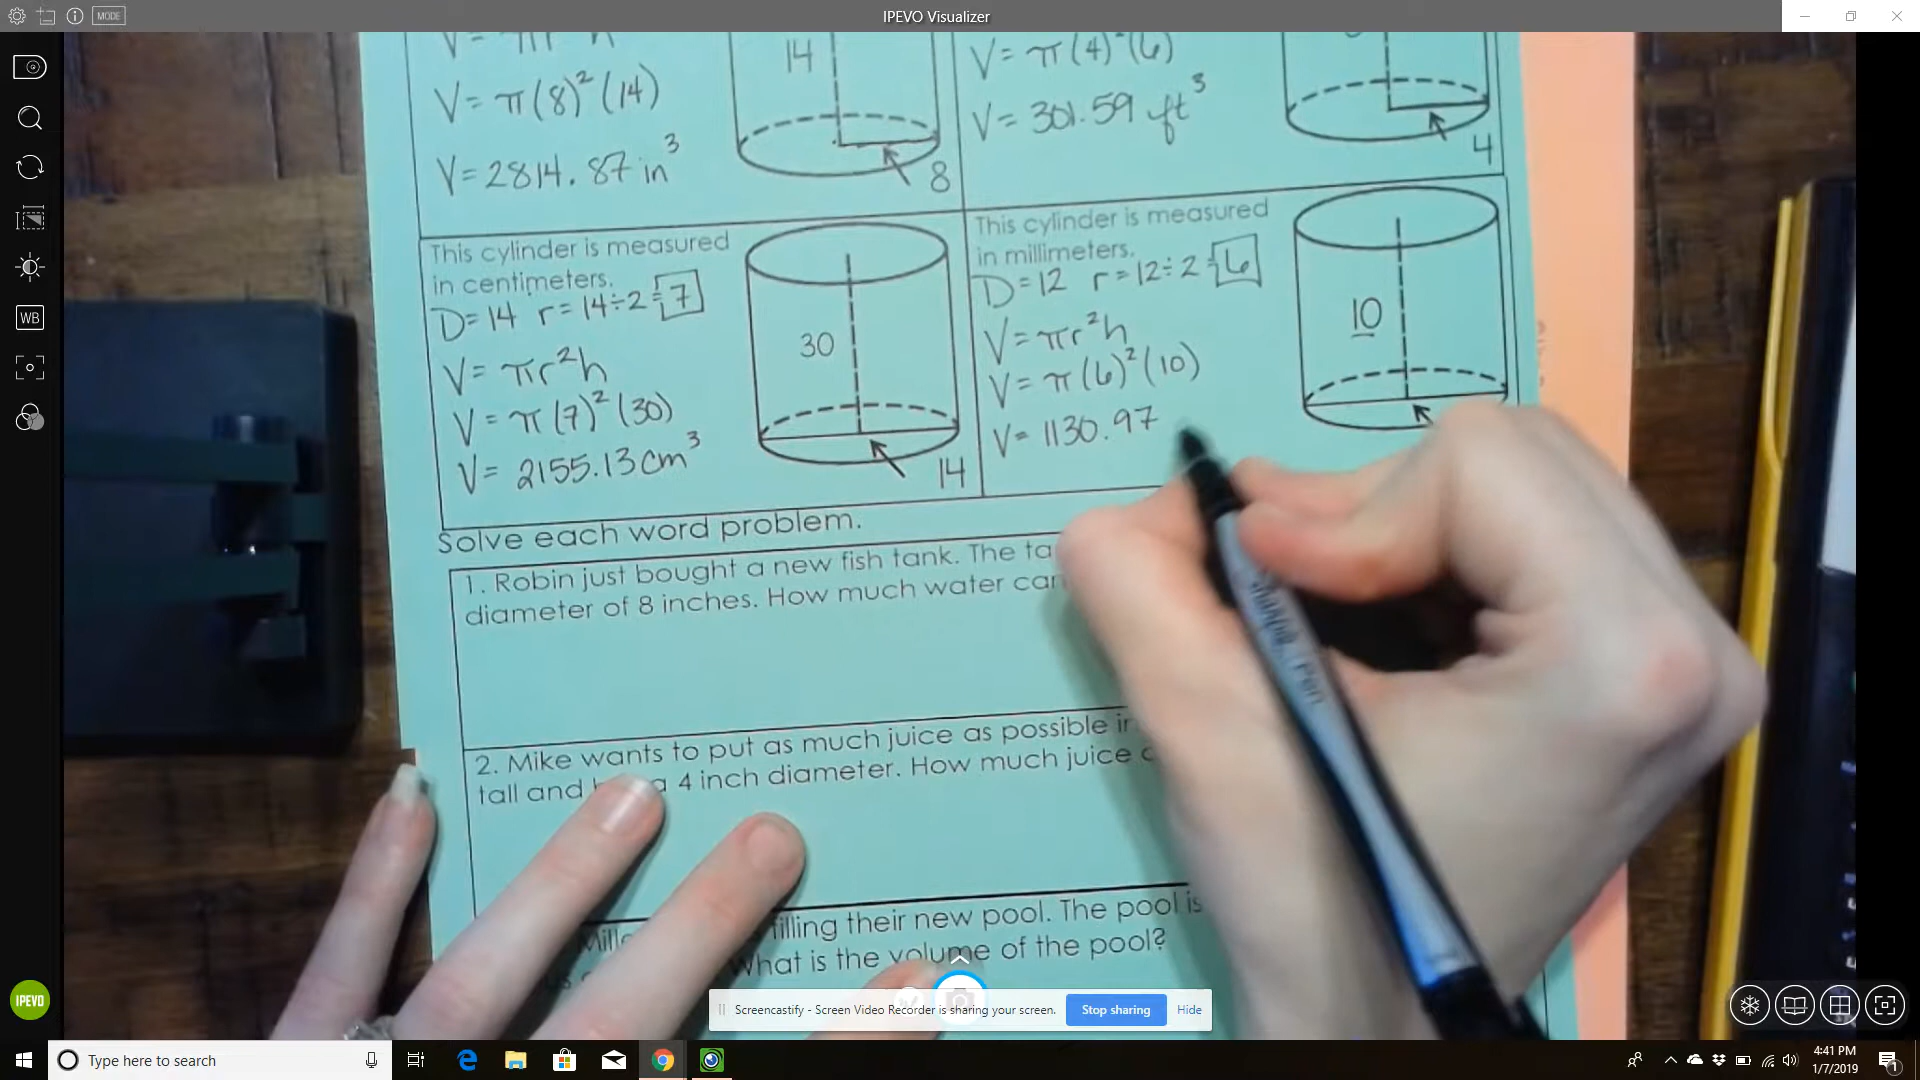 MODE
IPEVO Visualizer
V = πr²h
14
V = π(8)²(14)
V = 2814.87 in³
8
V = π(4)²(6)
V = 301.59 ft³
4
This cylinder is measured
in centimeters.
D = 14 r = 14 ÷ 2 = 7
V = πr²h
V = π(7)²(30)
V = 2155.13 cm³
30
14
This cylinder is measured
in millimeters.
D = 12 r = 12 ÷ 2 = 6
V = πr²h
V = π(6)²(10)
V = 1130.97
10
WB
Solve each word problem.
1. Robin just bought a new fish tank. The
diameter of 8 inches. How much water can
2. Mike wants to put as much juice as possible
tall and a 4 inch diameter. How much juice
filling their new pool. The pool is
What is the volume of the pool?
IPEVO
Screencastify - Screen Video Recorder is sharing your screen.
Stop sharing
Hide
Type here to search
4:41 PM
1/7/2019
1